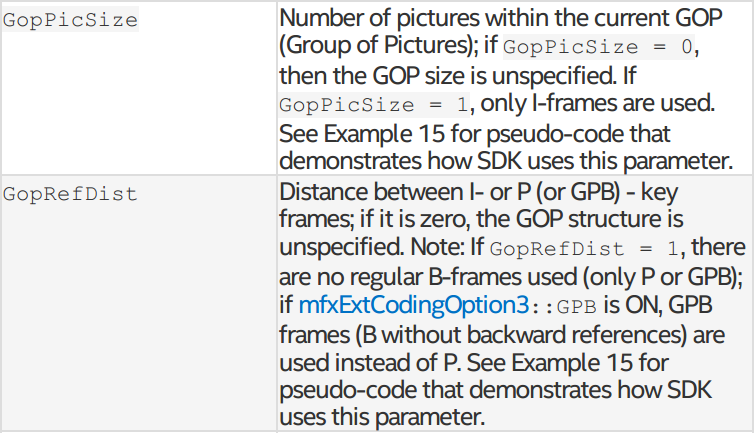 GopPicSize
Number of pictures within the current GOP
(Group of Pictures); if GopPicSize = 0,
then the GOP size is unspecified. If
GopPicSize = 1, only I-frames are used.
See Example 15 for pseudo-code that
demonstrates how SDK uses this parameter.
GopRefDist
Distance between I- or P (or GPB) - key
frames; if it is zero, the GOP structure is
unspecified. Note: If GopRefDist = 1, there
are no regular B-frames used (only P or GPB);
if mfxExtCodingOption3::GPB is ON, GPB
frames (B without backward references) are
used instead of P. See Example 15 for
pseudo-code that demonstrates how SDK
uses this parameter.